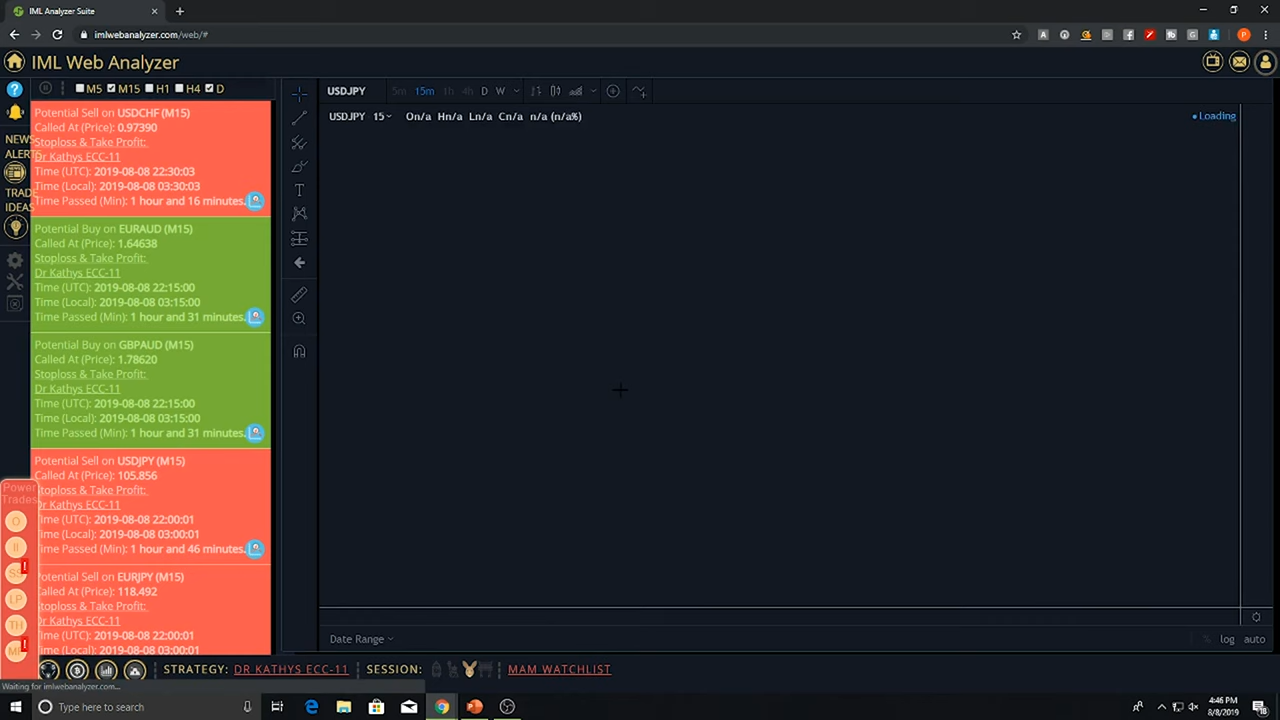 IML Analyzer Suite
imlwebanalyzer.com/web/#
IML Web Analyzer
M5 M15 H1 H4 D
NEWS
ALERTS
TRADE
IDEAS
Potential Sell on USDCHF (M15)
Called At (Price): 0.97390
Stoploss & Take Profit:
Dr Kathys ECC-11
Time (UTC): 2019-08-08 22:30:03
Time (Local): 2019-08-08 03:30:03
Time Passed (Min): 1 hour and 16 minutes.
Potential Buy on EURAUD (M15)
Called At (Price): 1.64638
Stoploss & Take Profit:
Dr Kathys ECC-11
Time (UTC): 2019-08-08 22:15:00
Time (Local): 2019-08-08 03:15:00
Time Passed (Min): 1 hour and 31 minutes.
Potential Buy on GBPAUD (M15)
Called At (Price): 1.78620
Stoploss & Take Profit:
Dr Kathys ECC-11
Time (UTC): 2019-08-08 22:15:00
Time (Local): 2019-08-08 03:15:00
Time Passed (Min): 1 hour and 31 minutes.
Potential Sell on USDJPY (M15)
Called At (Price): 105.856
Stoploss & Take Profit:
Dr Kathys ECC-11
Time (UTC): 2019-08-08 22:00:01
Time (Local): 2019-08-08 03:00:01
Time Passed (Min): 1 hour and 46 minutes.
Potential Sell on EURJPY (M15)
Called At (Price): 118.492
Stoploss & Take Profit:
Dr Kathys ECC-11
Time (UTC): 2019-08-08 22:00:01
Time (Local): 2019-08-08 03:00:01
Power
Trades
O
II
SS
LP
TH
USDJPY 5m 15m 1h 4h D W
USDJPY 15 On/a Hn/a Ln/a Cn/a n/a (n/a%)
Loading
Date Range
% log auto
STRATEGY: DR KATHYS ECC-11 SESSION: MAM WATCHLIST
Waiting for imlwebanalyzer.com...
Type here to search
4:46 PM
8/8/2019